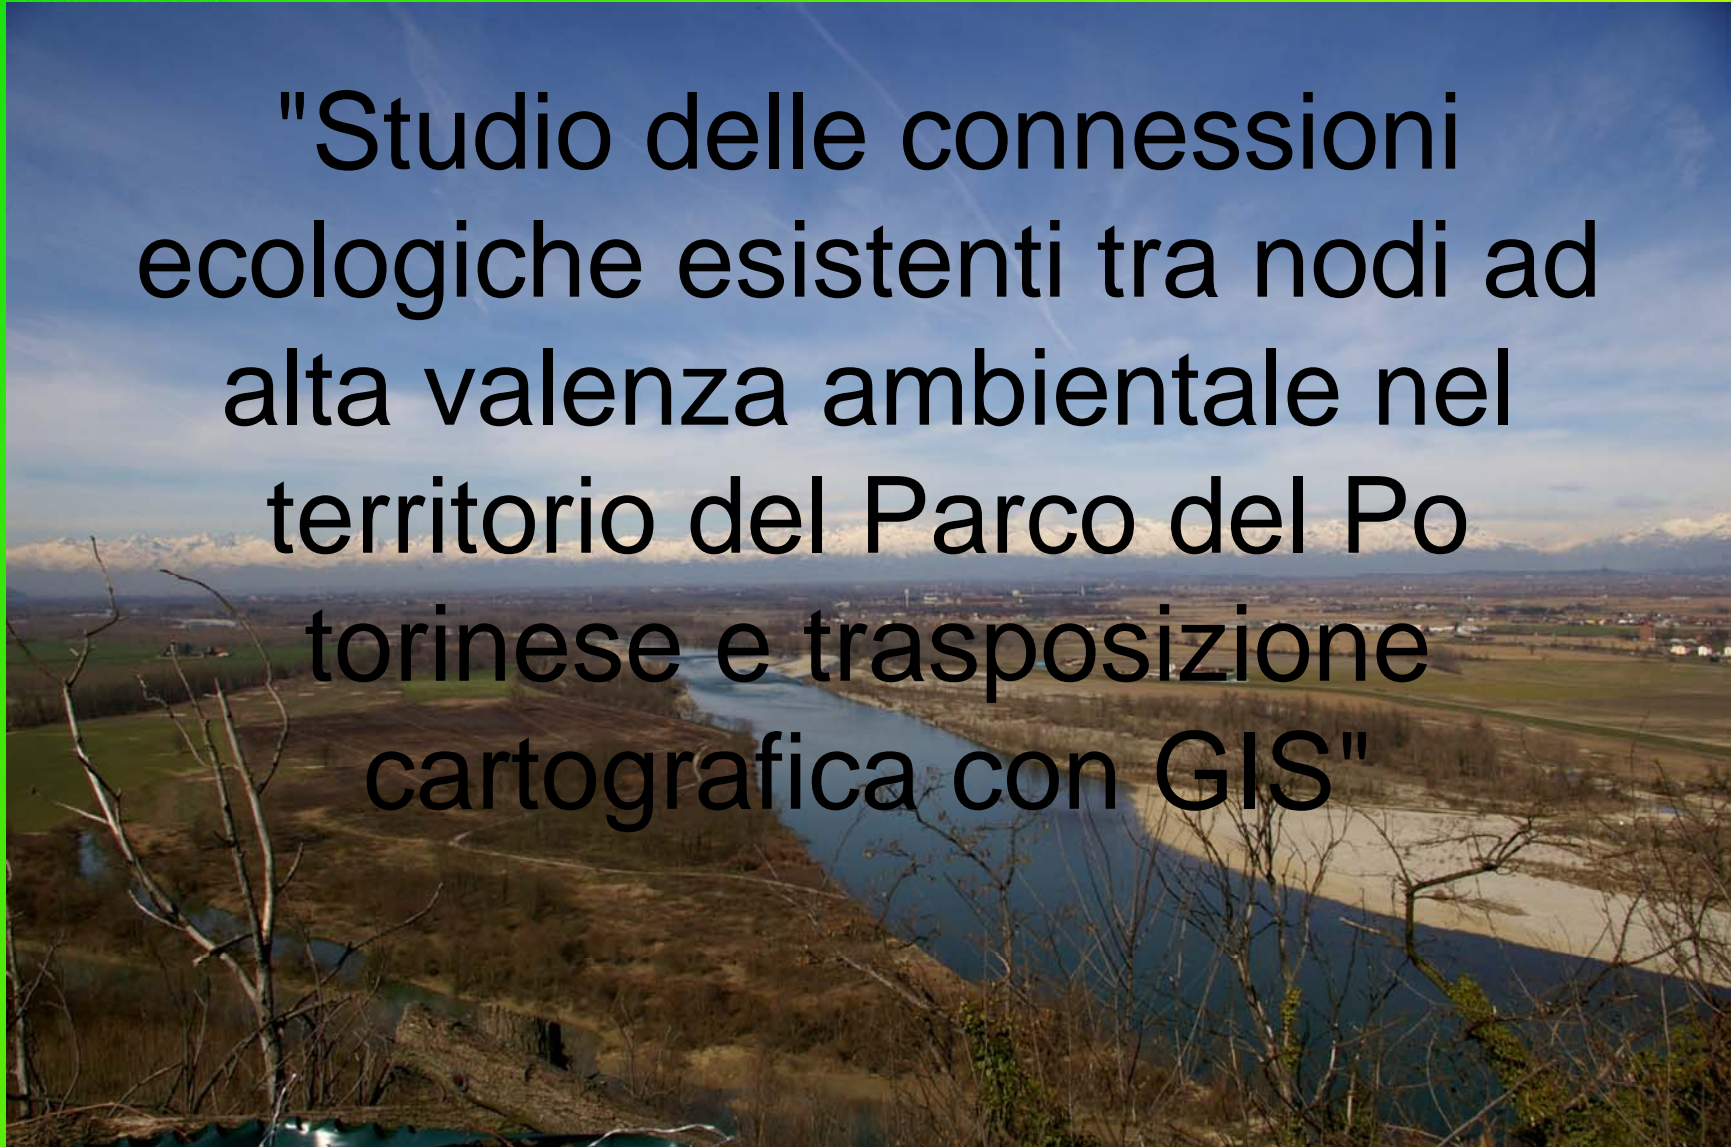 "Studio delle connessioni
ecologiche esistenti tra nodi ad
alta valenza ambientale nel
territorio del Parco del Po
torinese e trasposizione
cartografica con GIS"